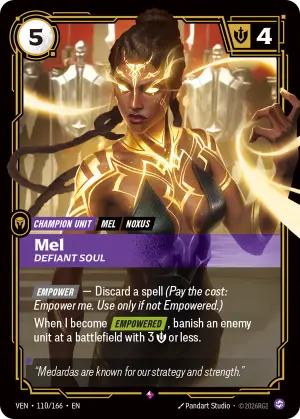 5
4
CHAMPION UNIT MEL NOXUS
Mel
DEFIANT SOUL
EMPOWER — Discard a spell (Pay the cost:
Empower me. Use only if not Empowered.)
When I become EMPOWERED, banish an enemy
unit at a battlefield with 3 or less.
"Medardas are known for our strategy and strength."
VEN • 110/166 • EN Pandart Studio • ©2026RGI